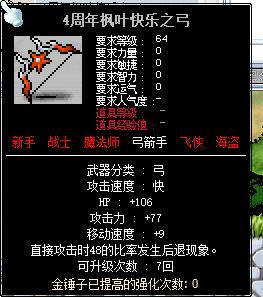 4周年枫叶快乐之弓
要求等级： 64
要求力量： -
要求敏捷： -
要求智力： -
要求运气： -
要求人气度：-
道具等级： -
道具经验值： -
新手 战士 魔法师 弓箭手 飞侠 海盗
武器分类 : 弓
攻击速度 : 快
HP : +106
攻击力 : +77
移动速度 : +9
直接攻击时48的比率发生后退现象。
可升级次数 : 7回
金锤子已提高的强化次数: 0